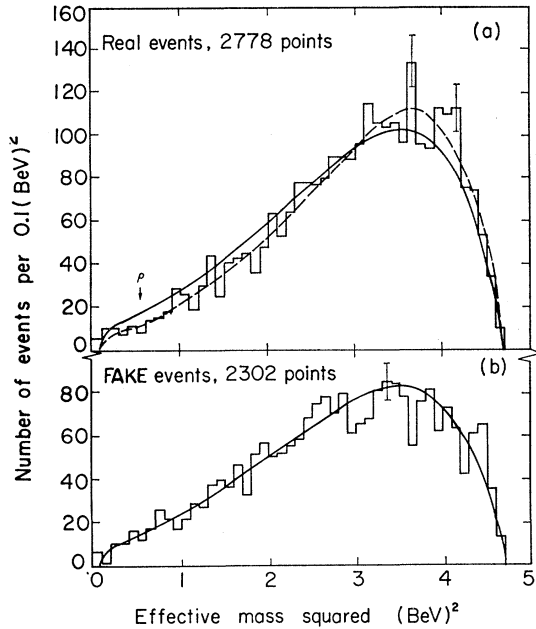 160
140
120
100
80
60
40
20
0
Real events, 2778 points
(a)
ρ
Number of events per 0.1 (BeV)⁻²
FAKE events, 2302 points
(b)
80
60
40
20
0
0 1 2 3 4 5
Effective mass squared (BeV)²